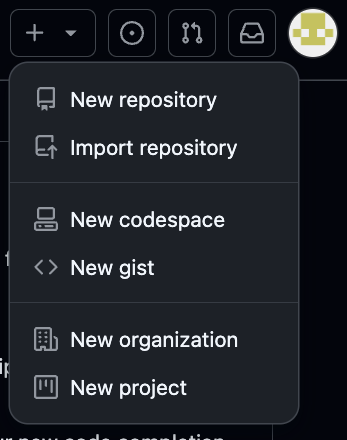 New repository
Import repository
New codespace
New gist
New organization
New project